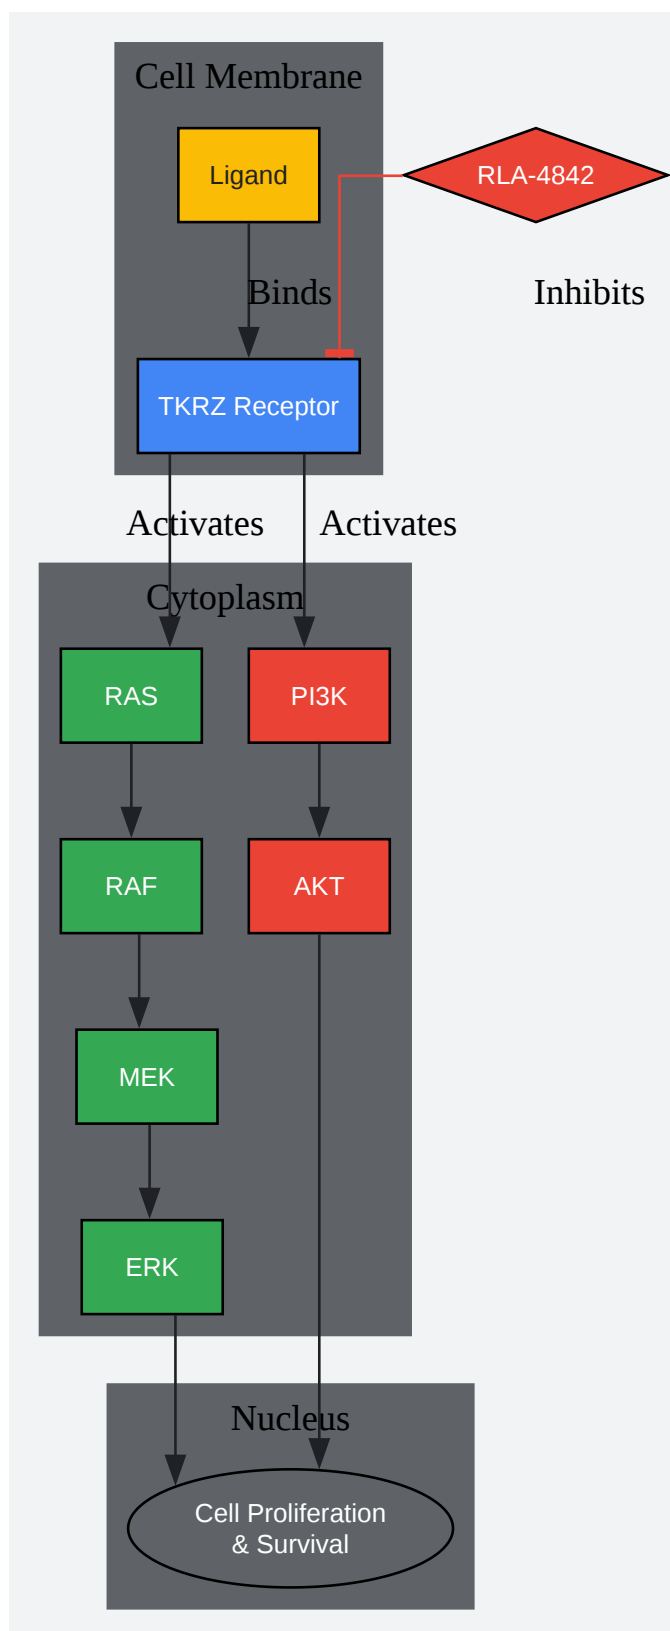 Cell Membrane
Ligand
RLA-4842
Binds
Inhibits
TKRZ Receptor
Activates
Activates
Cytoplasm
RAS
PI3K
RAF
AKT
MEK
ERK
Nucleus
Cell Proliferation
& Survival